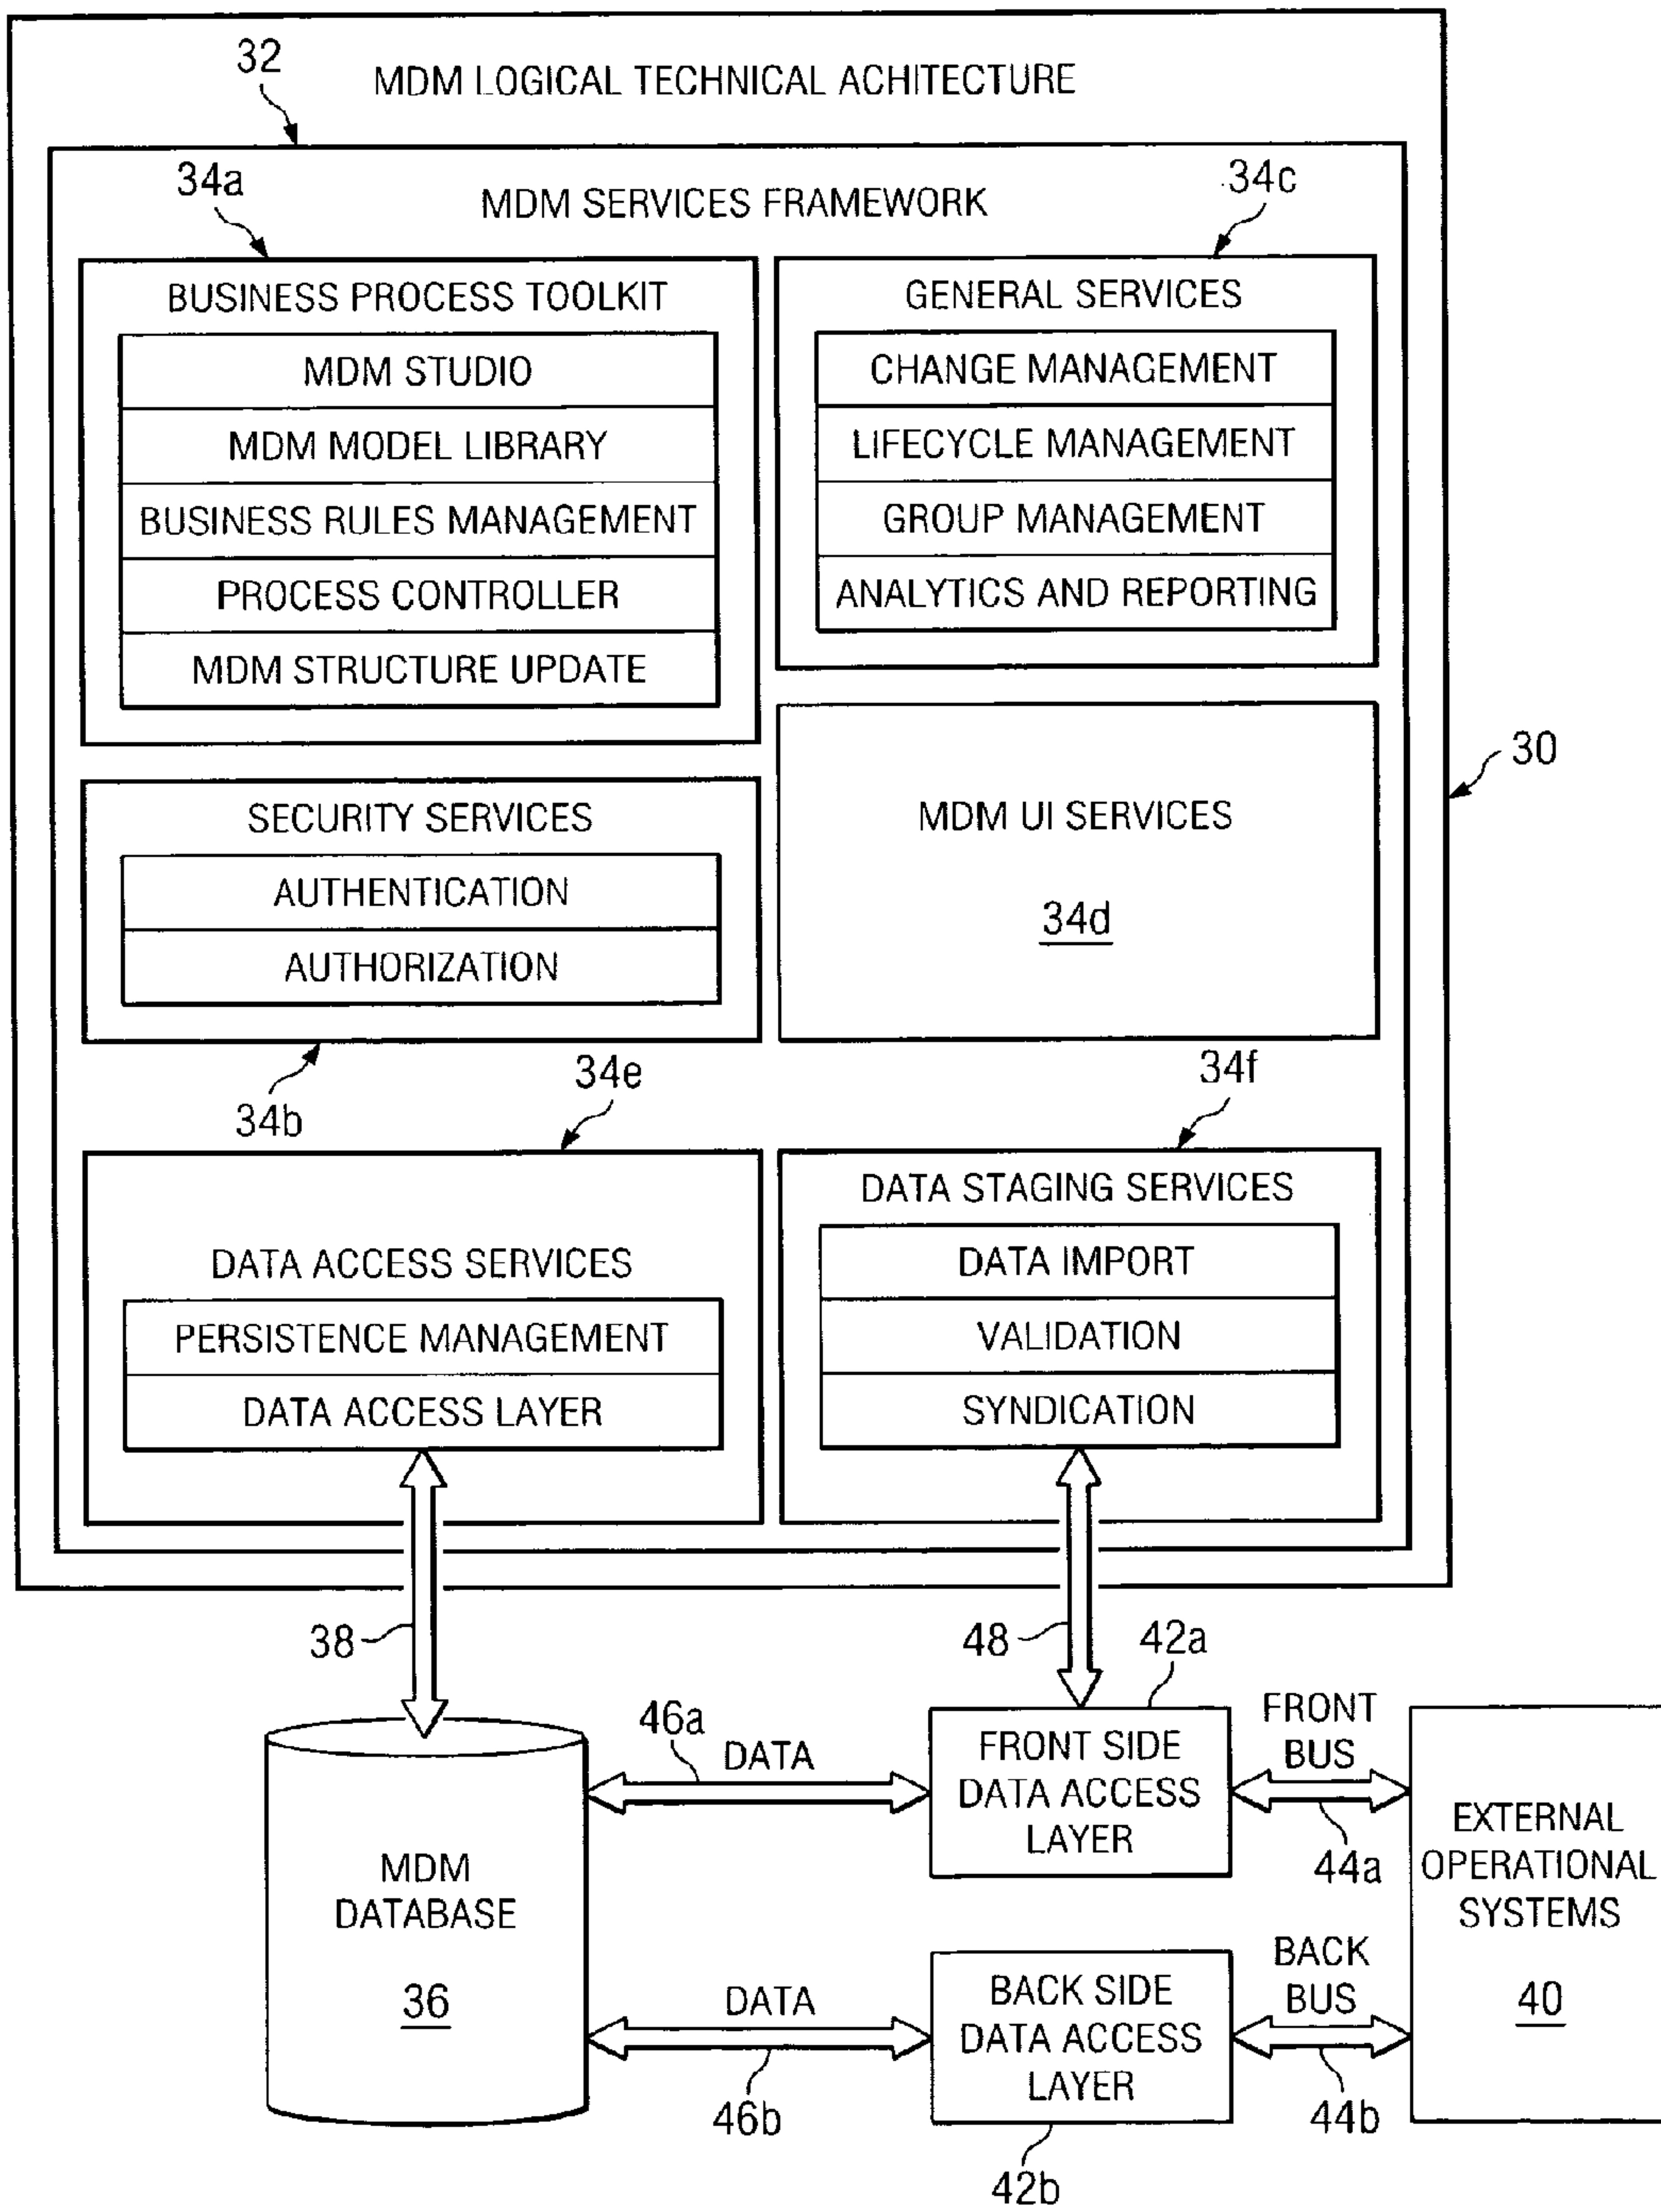 MDM LOGICAL TECHNICAL ACHITECTURE
32
MDM SERVICES FRAMEWORK
34a
34c
BUSINESS PROCESS TOOLKIT
MDM STUDIO
MDM MODEL LIBRARY
BUSINESS RULES MANAGEMENT
PROCESS CONTROLLER
MDM STRUCTURE UPDATE
GENERAL SERVICES
CHANGE MANAGEMENT
LIFECYCLE MANAGEMENT
GROUP MANAGEMENT
ANALYTICS AND REPORTING
30
SECURITY SERVICES
AUTHENTICATION
AUTHORIZATION
34b
MDM UI SERVICES
34d
34e
34f
DATA ACCESS SERVICES
PERSISTENCE MANAGEMENT
DATA ACCESS LAYER
DATA STAGING SERVICES
DATA IMPORT
VALIDATION
SYNDICATION
38
48
42a
46a
DATA
FRONT SIDE
DATA ACCESS
LAYER
FRONT
BUS
44a
MDM
DATABASE
36
EXTERNAL
OPERATIONAL
SYSTEMS
40
DATA
46b
BACK SIDE
DATA ACCESS
LAYER
42b
BACK
BUS
44b